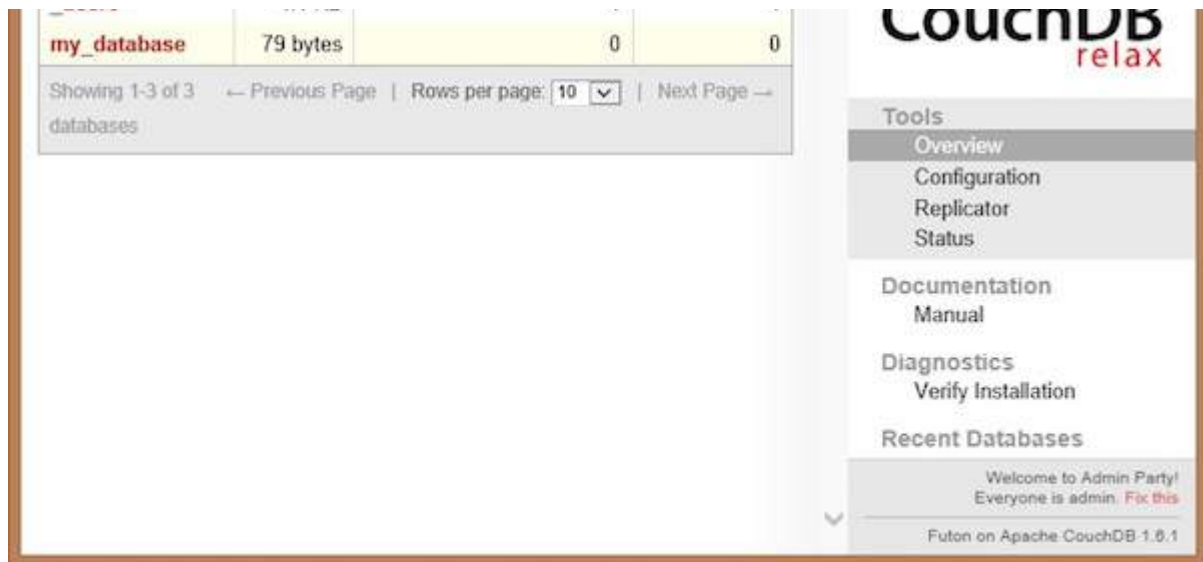 my_database 79 bytes 0 0
Showing 1-3 of 3 ← Previous Page | Rows per page: 10 | Next Page →
databases
CouchDB
relax
Tools
Overview
Configuration
Replicator
Status
Documentation
Manual
Diagnostics
Verify Installation
Recent Databases
Welcome to Admin Party!
Everyone is admin. Fix this
Futon on Apache CouchDB 1.6.1